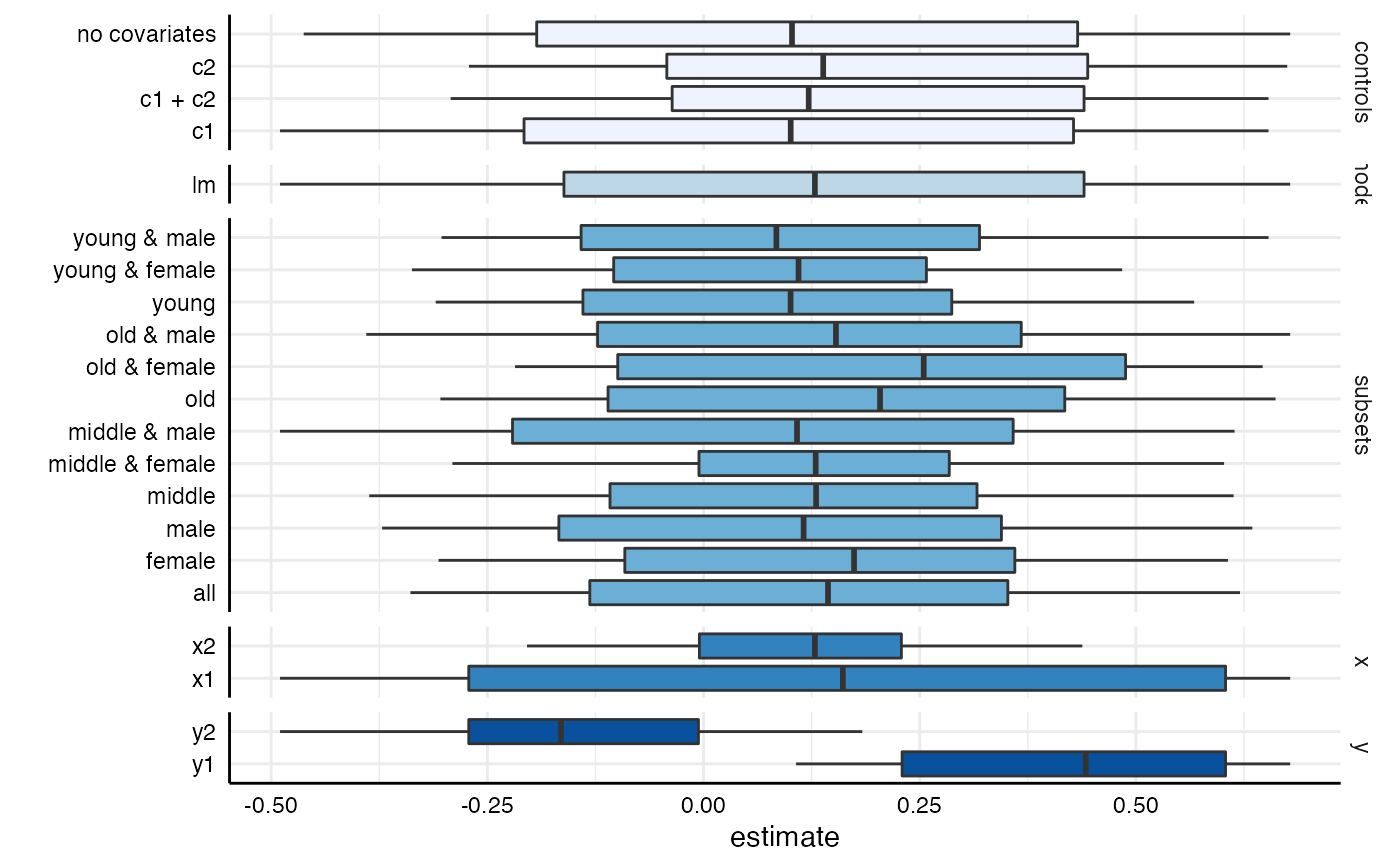 no covariates
c2
c1 + c2
c1
controls
lm
young & male
young & female
young
old & male
old & female
old
middle & male
middle & female
middle
male
female
all
subsets
x2
x1
x
y2
y1
y
-0.50 -0.25 0.00 0.25 0.50
estimate